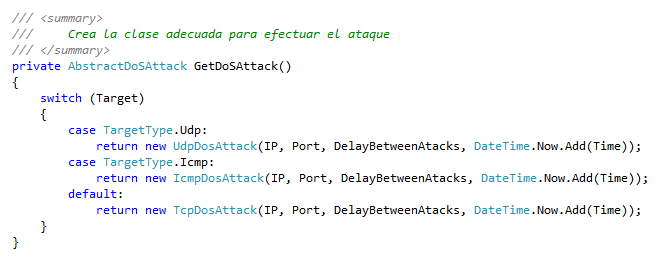 /// <summary>
///     Crea la clase adecuada para efectuar el ataque
/// </summary>
private AbstractDoSAttack GetDoSAttack()
{
    switch (Target)
    {
        case TargetType.Udp:
            return new UdpDosAttack(IP, Port, DelayBetweenAtacks, DateTime.Now.Add(Time));
        case TargetType.Icmp:
            return new IcmpDosAttack(IP, Port, DelayBetweenAtacks, DateTime.Now.Add(Time));
        default:
            return new TcpDosAttack(IP, Port, DelayBetweenAtacks, DateTime.Now.Add(Time));
    }
}